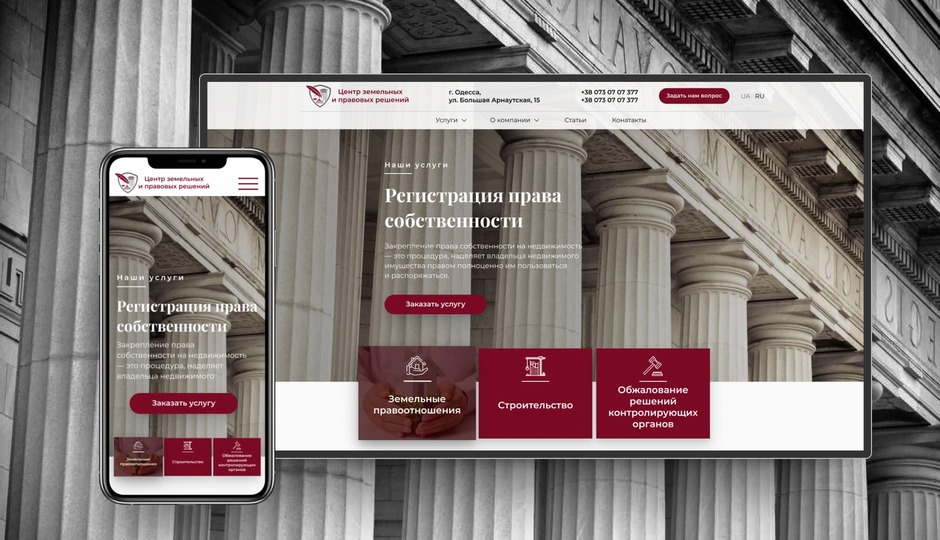 Центр земельных
и правовых решений
г. Одесса,
ул. Большая Арнаутская, 15
+38 073 07 07 377
+38 073 07 07 377
Задать нам вопрос
UA RU
Услуги
О компании
Статьи
Конатакты
Наши услуги
Регистрация права
собственности
Закрепление права собственности на недвижимость
— это процедура, наделяет владельца недвижимого
имущества правом полноценно им пользоваться
и распоряжаться.
Заказать услугу
Земельные
правоотношения
Строительство
Обжалование
решений
контролирующих
органов
Центр земельных
и правовых решений
Наши услуги
Регистрация права
собственности
Закрепление права
собственности на недвижимость
— это процедура, наделяет
владельца недвижимого
Заказать услугу
Земельные
правоотношения
Строительство
Обжалование
решений
контролирующих
органов